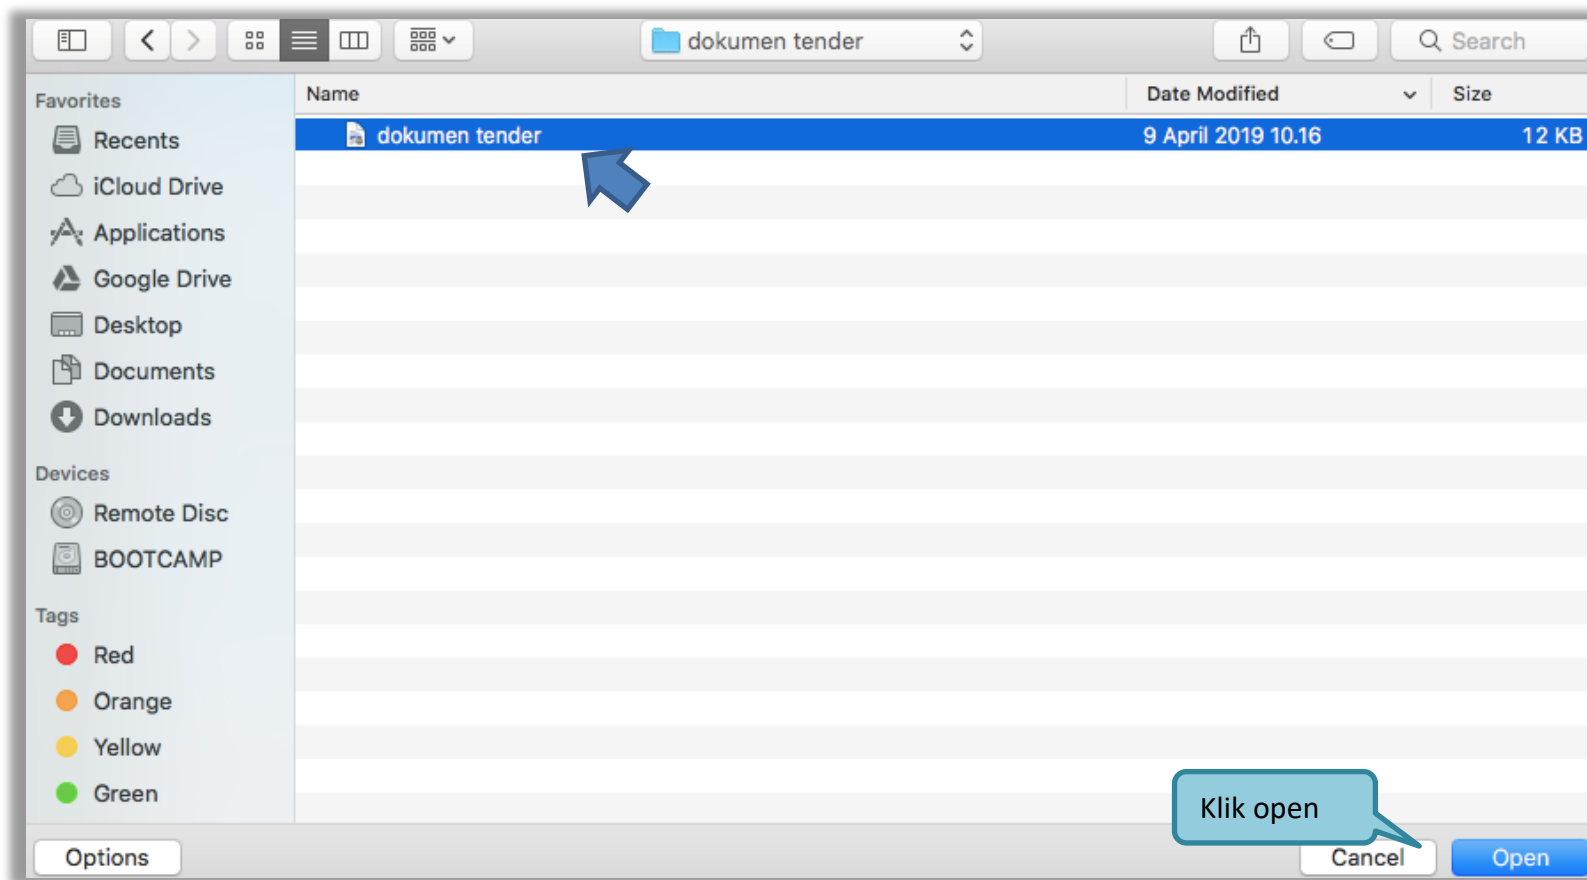 dokumen tender
Search
Favorites
Recents
iCloud Drive
Applications
Google Drive
Desktop
Documents
Downloads
Devices
Remote Disc
BOOTCAMP
Tags
Red
Orange
Yellow
Green
Name Date Modified Size
dokumen tender 9 April 2019 10.16 12 KB
Klik open
Options Cancel Open